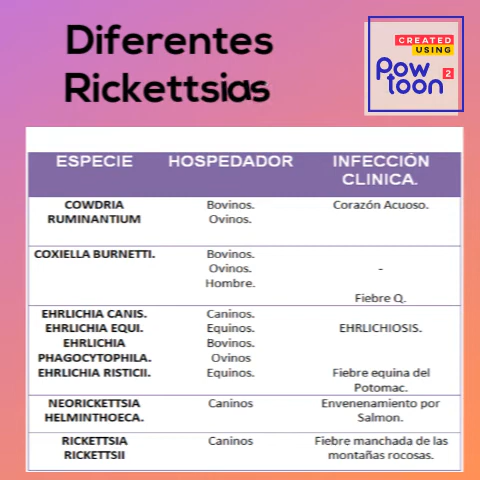 Diferentes
Rickettsias
CREATED
USING
Powtoon 2
ESPECIE HOSPEDADOR INFECCIÓN
CLINICA.
COWDRIA Bovinos. Corazón Acuoso.
RUMINANTIUM Ovinos.
COXIELLA BURNETTI. Bovinos.
Ovinos. -
Hombre.
Fiebre Q.
EHRLICHIA CANIS. Caninos.
EHRLICHIA EQUI. Equinos. EHRLICHIOSIS.
EHRLICHIA Bovinos.
PHAGOCYTOPHILA. Ovinos
EHRLICHIA RISTICII. Equinos. Fiebre equina del
Potomac.
NEORICKETTSIA Caninos Envenenamiento por
HELMINTHOECA. Salmon.
RICKETTSIA Caninos Fiebre manchada de las
RICKETTSII montañas rocosas.